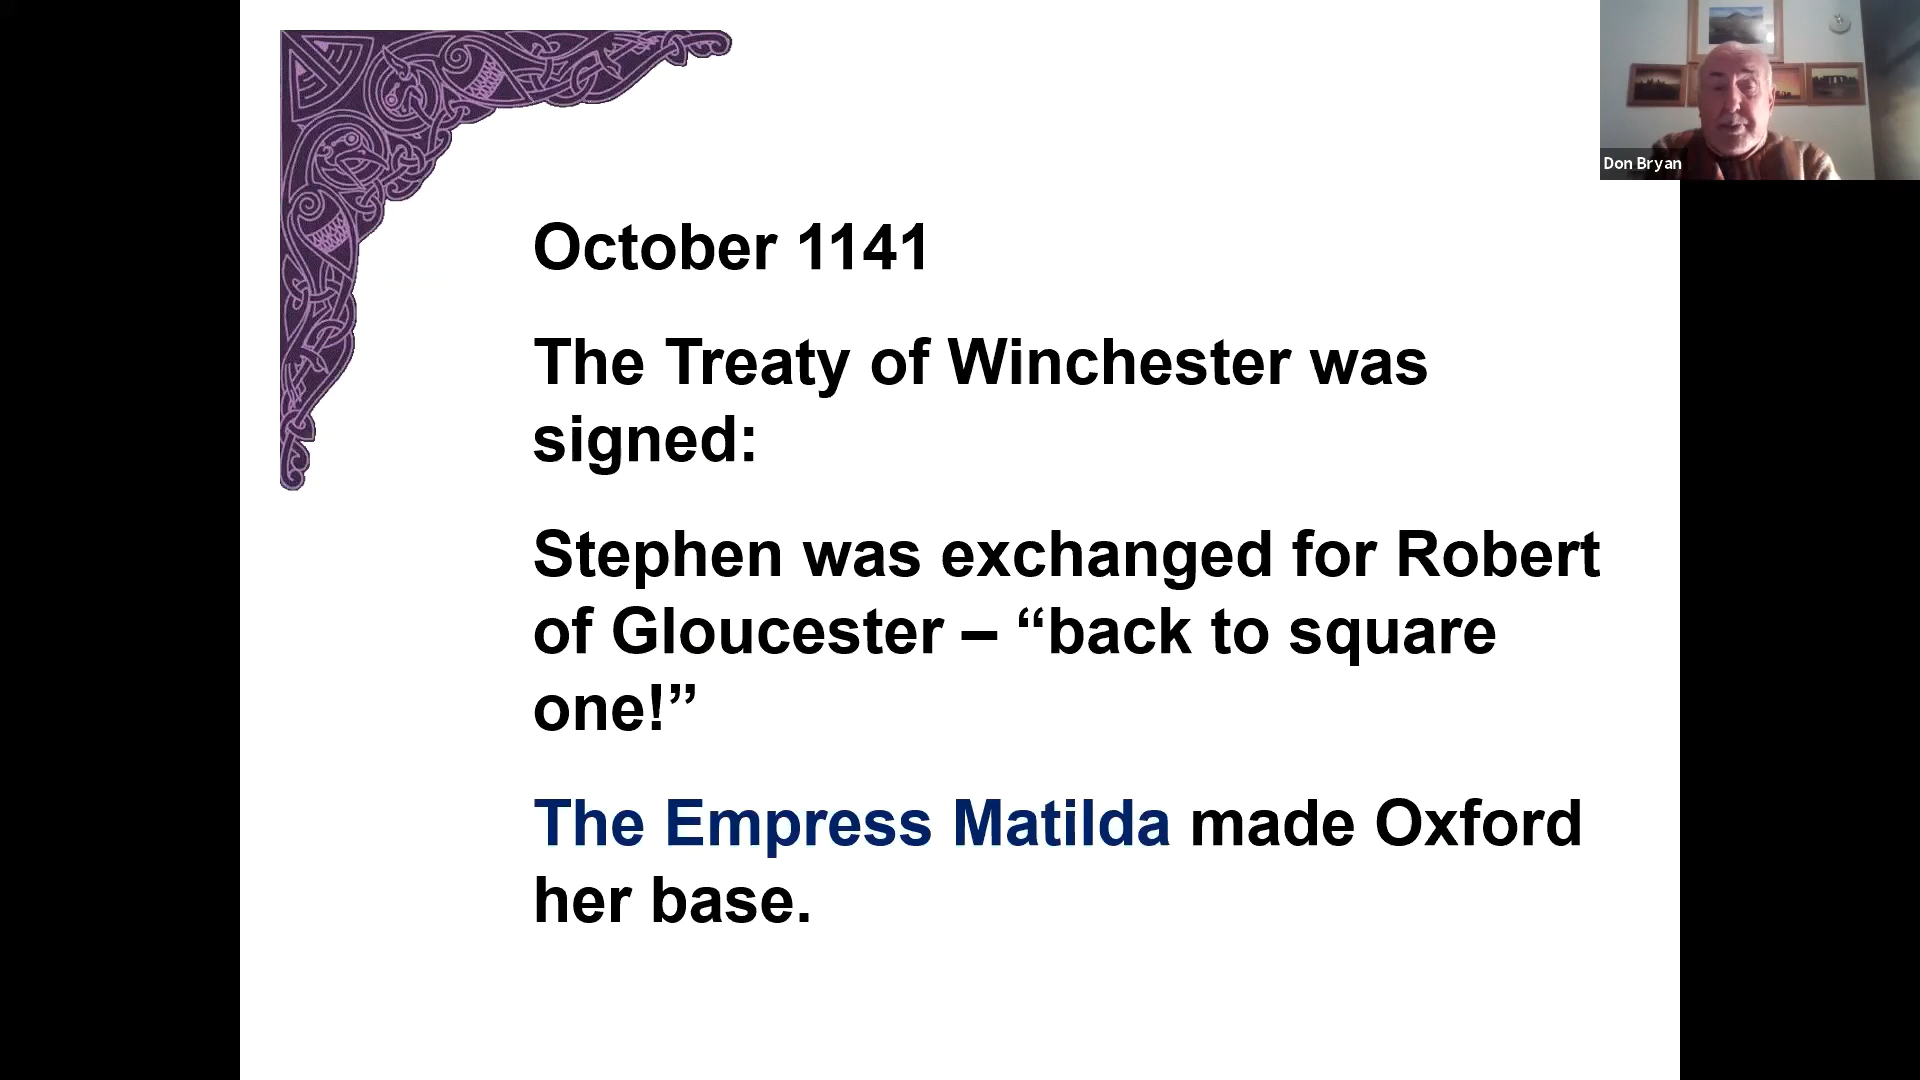 Don Bryan
October 1141
The Treaty of Winchester was
signed:
Stephen was exchanged for Robert
of Gloucester – “back to square
one!”
The Empress Matilda made Oxford
her base.